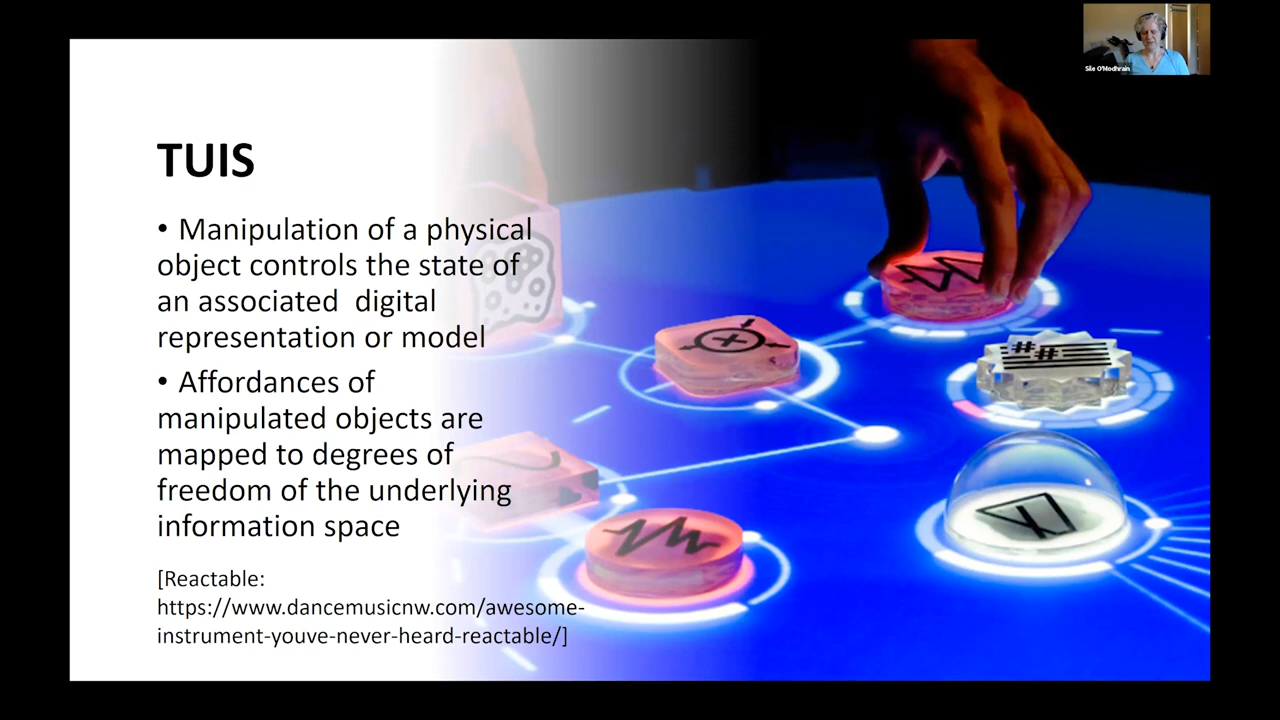 Sile O'Modhrain
TUIS
• Manipulation of a physical
object controls the state of
an associated digital
representation or model
• Affordances of
manipulated objects are
mapped to degrees of
freedom of the underlying
information space
[Reactable:
https://www.dancemusicnw.com/awesome-
instrument-youve-never-heard-reactable/]